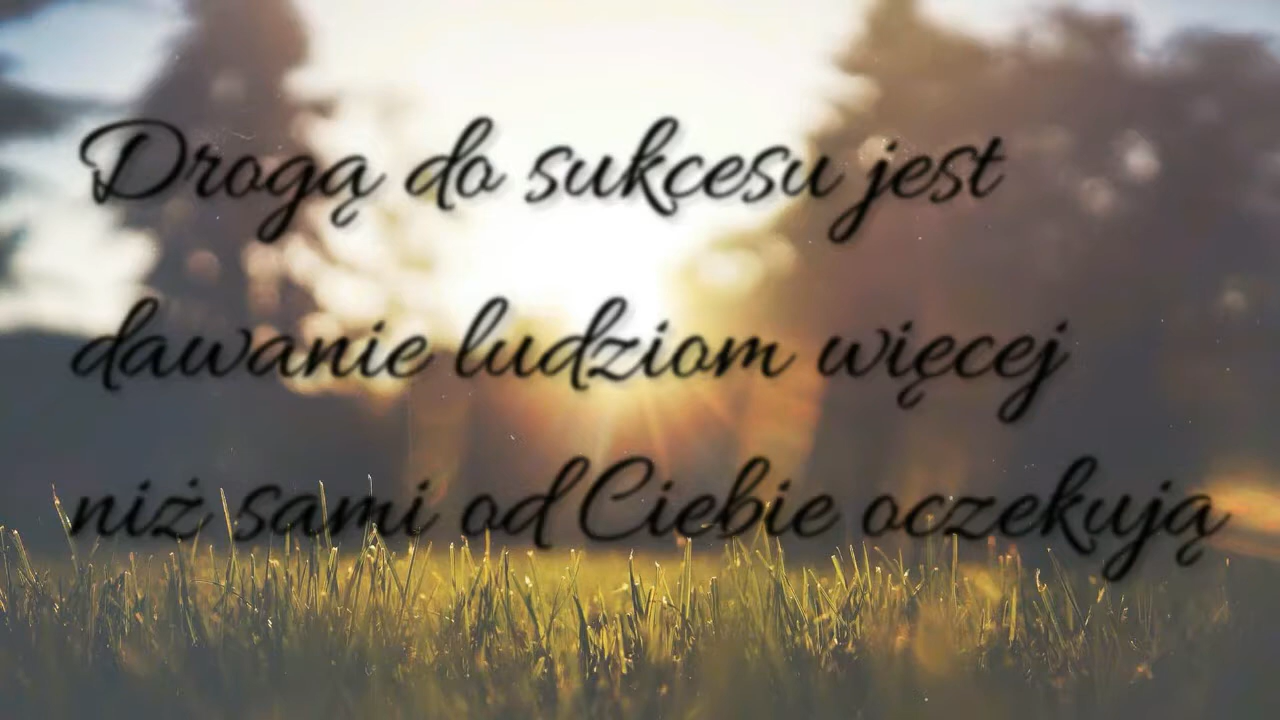 Drogą do sukcesu jest
dawanie ludziom więcej
niż sami od Ciebie oczekują